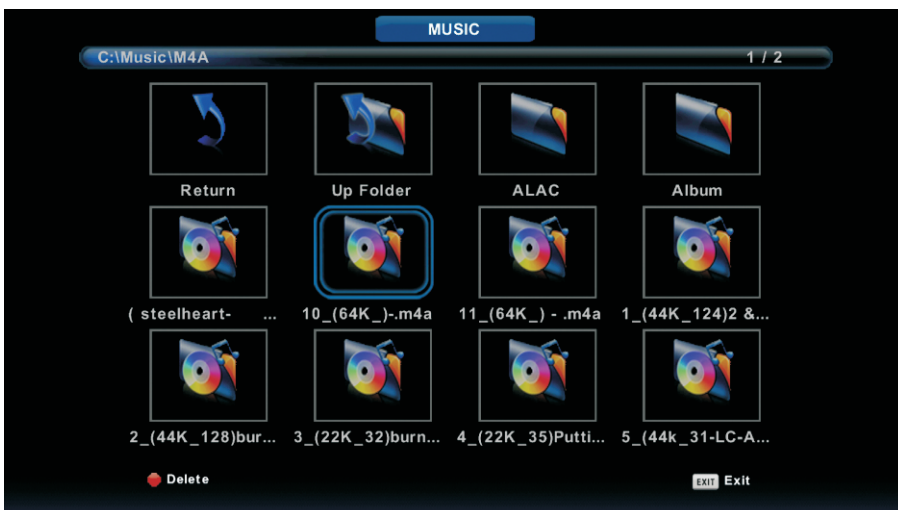 MUSIC
C:\Music\M4A 1 / 2
Return Up Folder ALAC Album
( steelheart- ... 10_(64K_)-.m4a 11_(64K_) - .m4a 1_(44K_124)2 &...
2_(44K_128)bur... 3_(22K_32)burn... 4_(22K_35)Putti... 5_(44k_31-LC-A...
Delete EXIT Exit